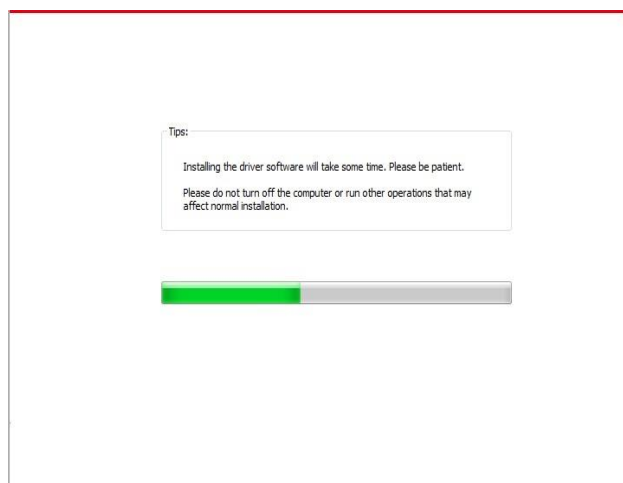 Tips:
Installing the driver software will take some time. Please be patient.
Please do not turn off the computer or run other operations that may
affect normal installation.